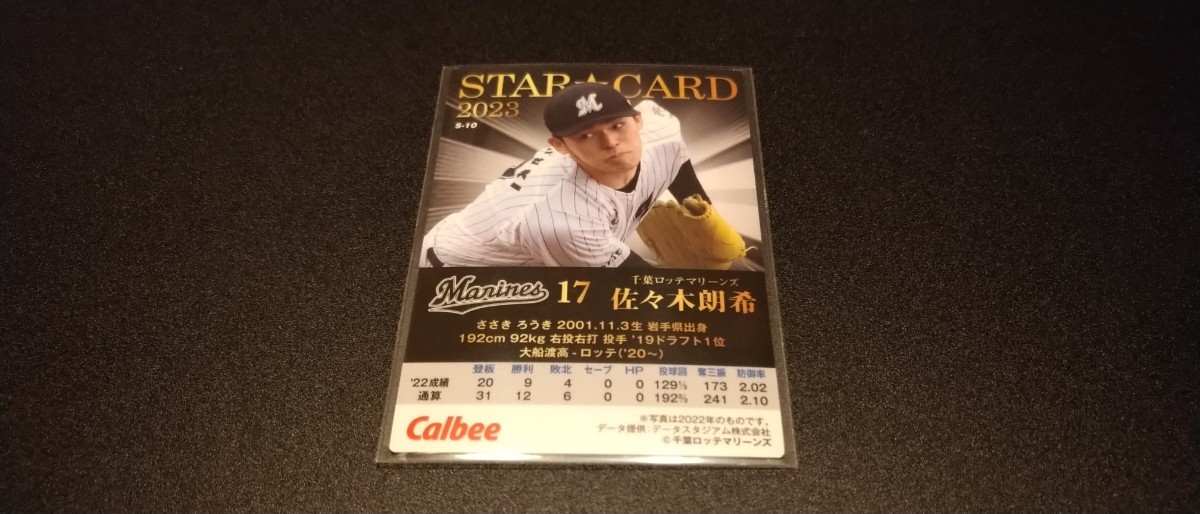 STAR☆CARD
2023
S-10
M
Marines 17 千葉ロッテマリーンズ
佐々木朗希
ささき ろうき 2001.11.3生 岩手県出身
192cm 92kg 右投右打 投手 '19ドラフト1位
大船渡高-ロッテ('20〜)
登板 勝利 敗北 セーブ HP 投球回 奪三振 防御率
'22成績 20 9 4 0 0 129⅓ 173 2.02
通算 31 12 6 0 0 192⅔ 241 2.10
Calbee
※写真は2022年のものです。
データ提供:データスタジアム株式会社
©千葉ロッテマリーンズ